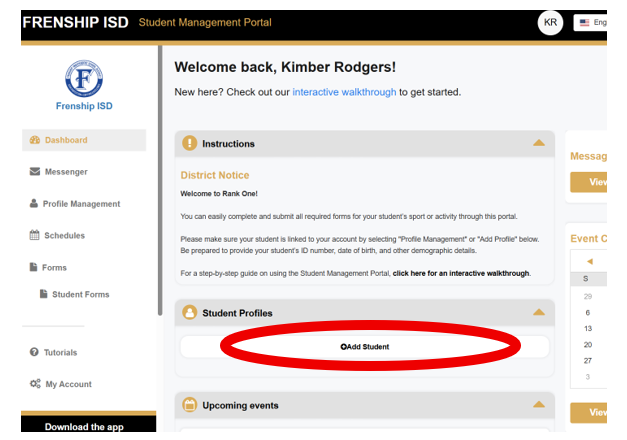 FRENSHIP ISD Student Management Portal
KR
Eng
Frenship ISD
Dashboard
Messenger
Profile Management
Schedules
Forms
Student Forms
Tutorials
My Account
Download the app
Welcome back, Kimber Rodgers!
New here? Check out our interactive walkthrough to get started.
Instructions
District Notice
Welcome to Rank One!
You can easily complete and submit all required forms for your student's sport or activity through this portal.
Please make sure your student is linked to your account by selecting "Profile Management" or "Add Profile" below.
Be prepared to provide your student's ID number, date of birth, and other demographic details.
For a step-by-step guide on using the Student Management Portal, click here for an interactive walkthrough.
Student Profiles
Add Student
Upcoming events
Messag
View
Event C
S
29
6
13
20
27
3
View